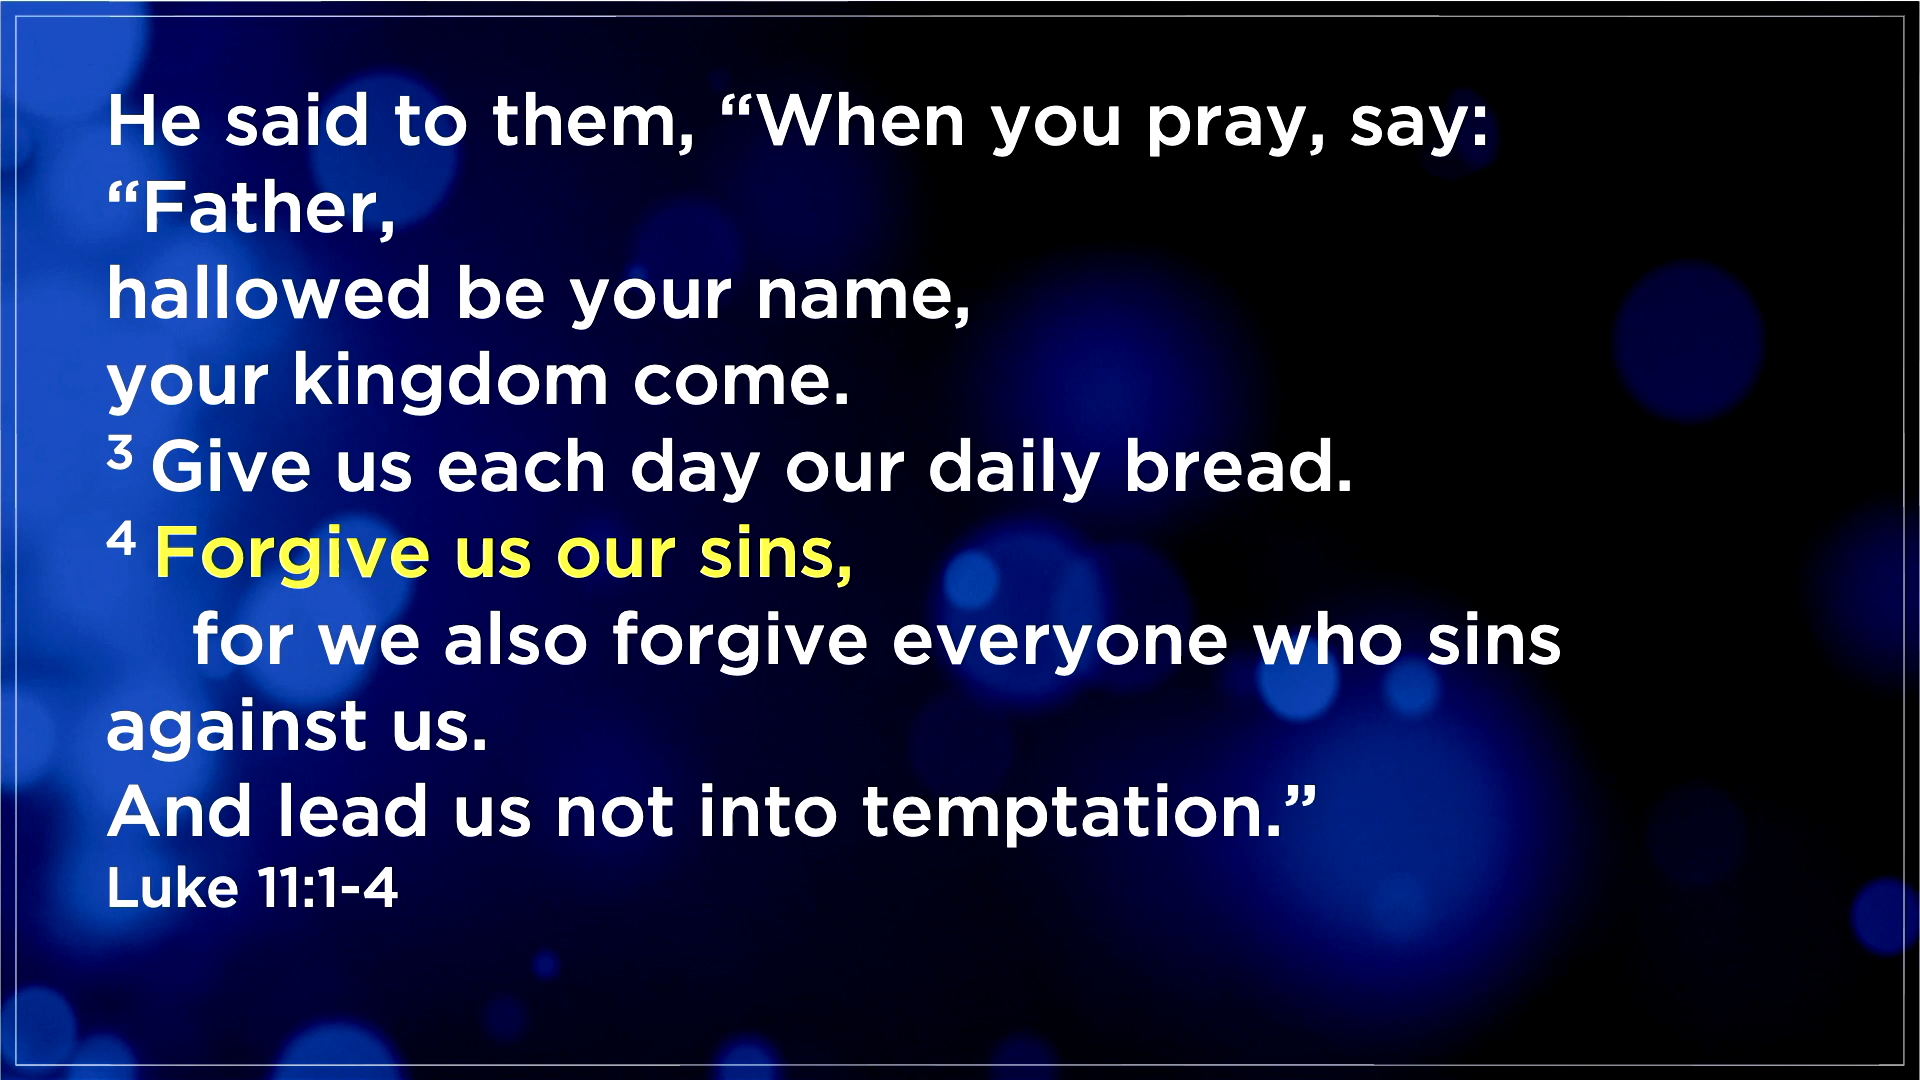 He said to them, “When you pray, say:
“Father,
hallowed be your name,
your kingdom come.
3 Give us each day our daily bread.
4 Forgive us our sins,
for we also forgive everyone who sins
against us.
And lead us not into temptation.”
Luke 11:1-4